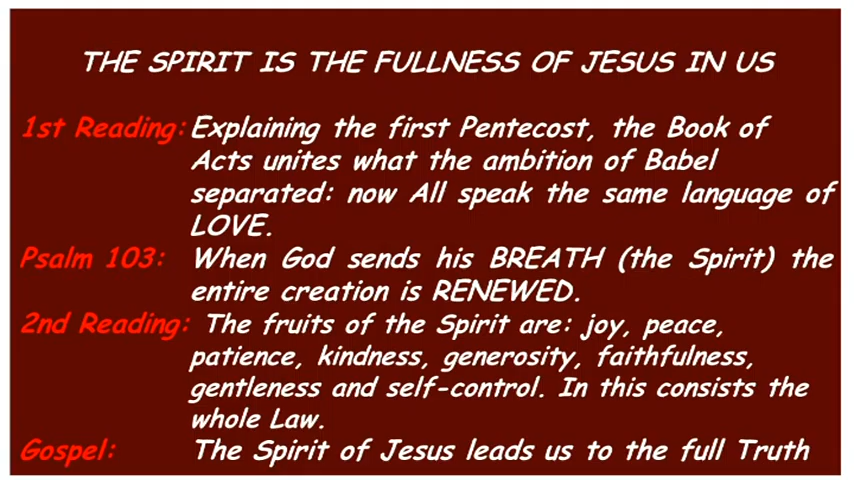 THE SPIRIT IS THE FULLNESS OF JESUS IN US
1st Reading: Explaining the first Pentecost, the Book of
Acts unites what the ambition of Babel
separated: now All speak the same language of
LOVE.
Psalm 103: When God sends his BREATH (the Spirit) the
entire creation is RENEWED.
2nd Reading: The fruits of the Spirit are: joy, peace,
patience, kindness, generosity, faithfulness,
gentleness and self-control. In this consists the
whole Law.
Gospel: The Spirit of Jesus leads us to the full Truth